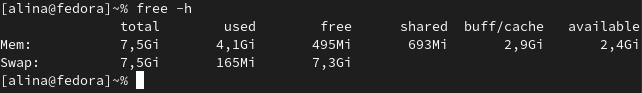 [alina@fedora]~% free -h
total used free shared buff/cache available
Mem: 7,5Gi 4,1Gi 495Mi 693Mi 2,9Gi 2,4Gi
Swap: 7,5Gi 165Mi 7,3Gi
[alina@fedora]~%